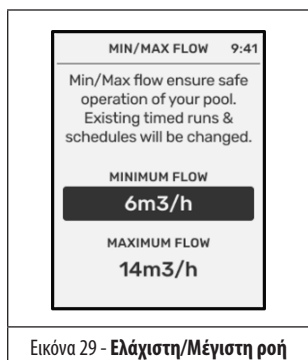 MIN/MAX FLOW 9:41
Min/Max flow ensure safe
operation of your pool.
Existing timed runs &
schedules will be changed.
MINIMUM FLOW
6m3/h
MAXIMUM FLOW
14m3/h
Εικόνα 29 - Ελάχιστη/Μέγιστη ροή